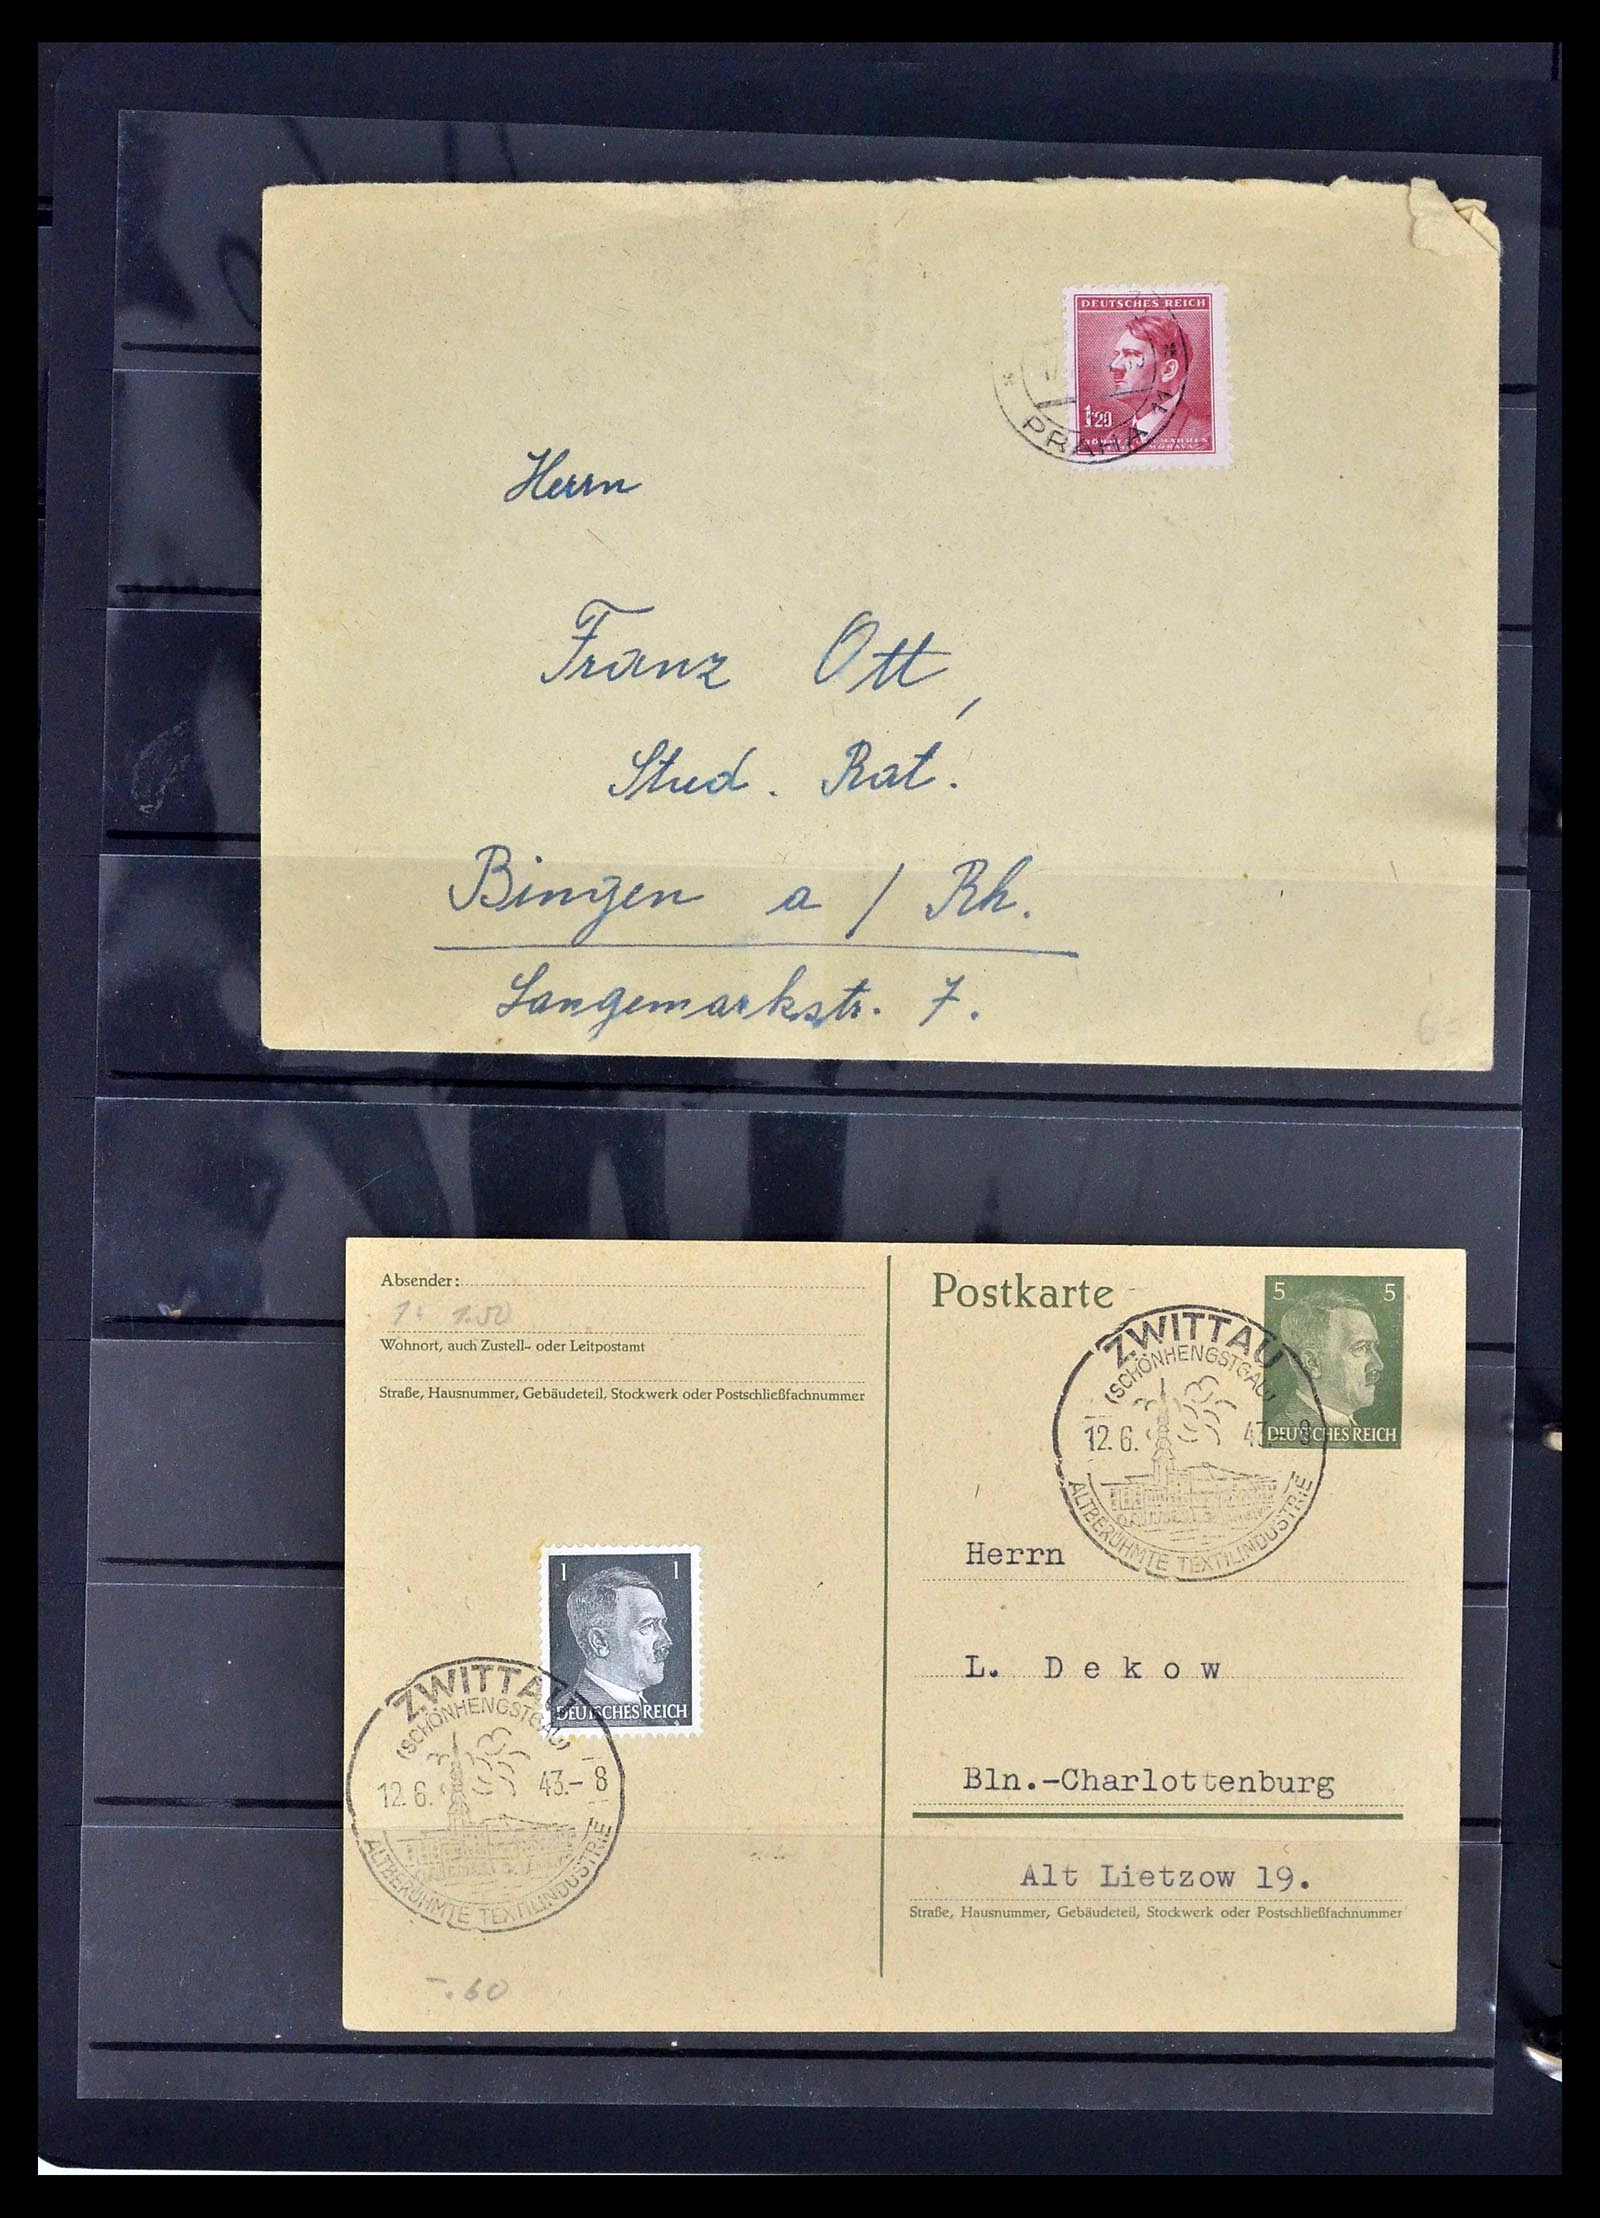 DEUTSCHES REICH
1.20
PRAHA 11
Herrn
Franz Ott,
Stud. Rat.
Bingen a / Rh.
Langemarkstr. 7.
6-
Absender:
1: 1.50
Wohnort, auch Zustell- oder Leitpostamt
Straße, Hausnummer, Gebäudeteil, Stockwerk oder Postschließfachnummer
1 1
DEUTSCHES REICH
ZWITTAU
(SCHÖNHENGSTGAU)
12.6. 43.-8
ALTBERÜHMTE TEXTILINDUSTRIE
-.60
Postkarte
5 5
DEUTSCHES REICH
ZWITTAU
(SCHÖNHENGSTGAU)
12.6. 43.-8
ALTBERÜHMTE TEXTILINDUSTRIE
Herrn
L. Dekow
Bln.-Charlottenburg
Alt Lietzow 19.
Straße, Hausnummer, Gebäudeteil, Stockwerk oder Postschließfachnummer